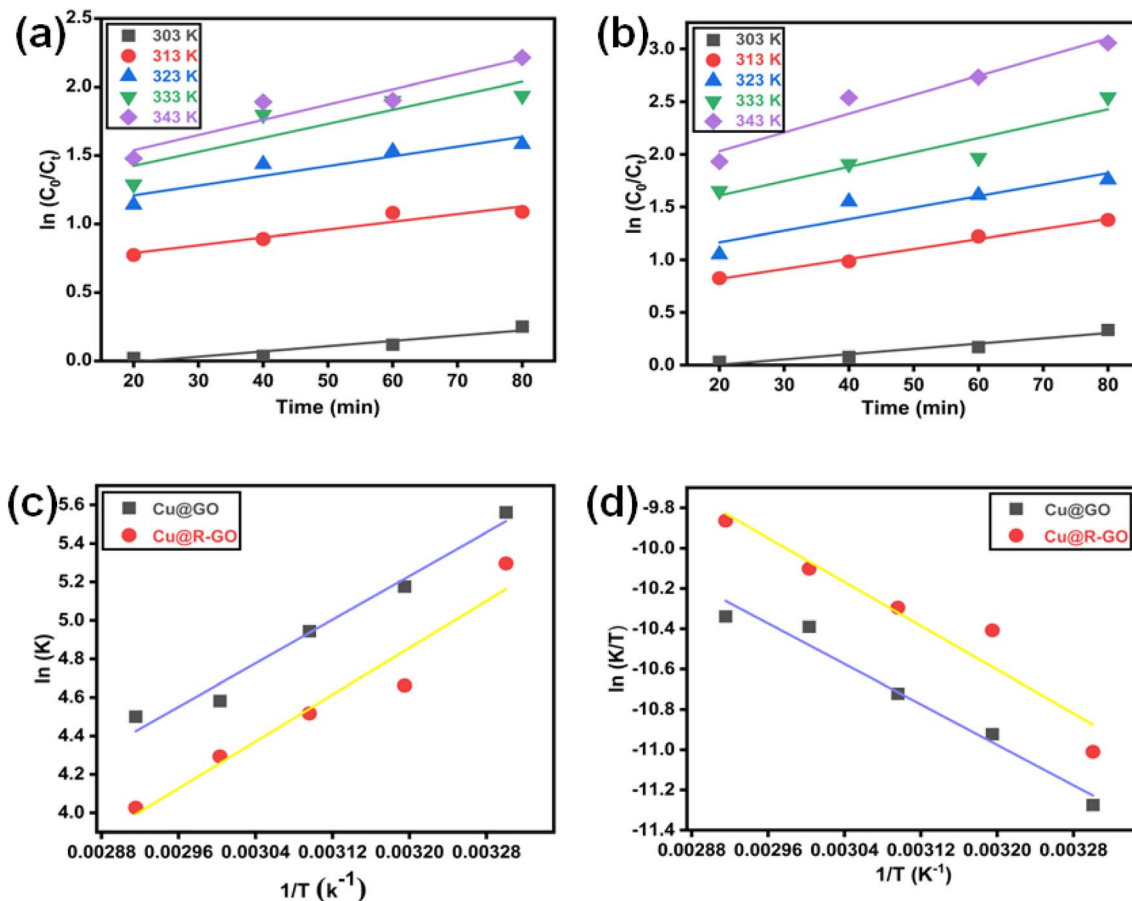 (a)
303 K
313 K
323 K
333 K
343 K
ln (C₀/Cₜ)
2.5
2.0
1.5
1.0
0.5
0.0
20 30 40 50 60 70 80
Time (min)
(b)
303 K
313 K
323 K
333 K
343 K
ln (C₀/Cₜ)
3.0
2.5
2.0
1.5
1.0
0.5
0.0
20 30 40 50 60 70 80
Time (min)
(c)
Cu@GO
Cu@R-GO
ln (K)
5.6
5.4
5.2
4.8
4.6
4.4
4.2
4.0
0.00288 0.00296 0.00304 0.00312 0.00320 0.00328
1/T (k⁻¹)
(d)
Cu@GO
Cu@R-GO
ln (K/T)
-9.8
-10.0
-10.2
-10.4
-10.6
-10.8
-11.0
-11.2
-11.4
0.00288 0.00296 0.00304 0.00312 0.00320 0.00328
1/T (K⁻¹)